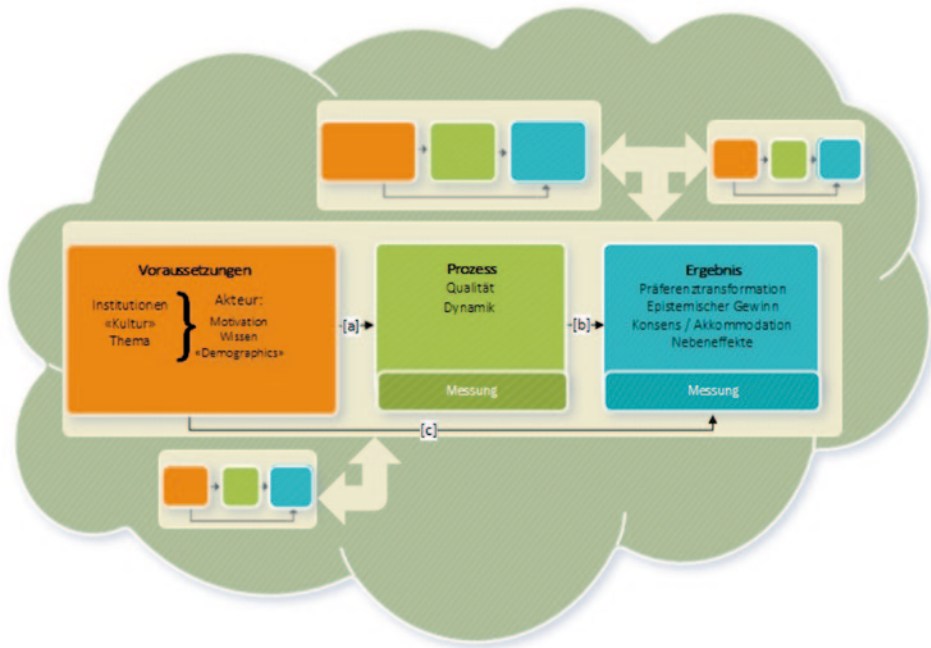 Voraussetzungen
Institutionen
«Kultur»
Thema
}
Akteur:
Motivation
Wissen
«Demographics»
[a]
Prozess
Qualität
Dynamik
Messung
[b]
Ergebnis
Präferenztransformation
Epistemischer Gewinn
Konsens / Akkommodation
Nebeneffekte
Messung
[c]